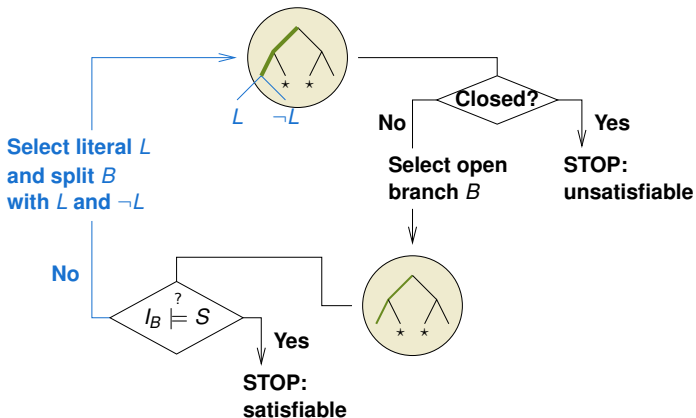 ⋆ ⋆
L ¬L
Closed?
No
Yes
Select open
branch B
STOP:
unsatisfiable
Select literal L
and split B
with L and ¬L
No
?
I_B ⊨ S
⋆ ⋆
Yes
STOP:
satisfiable